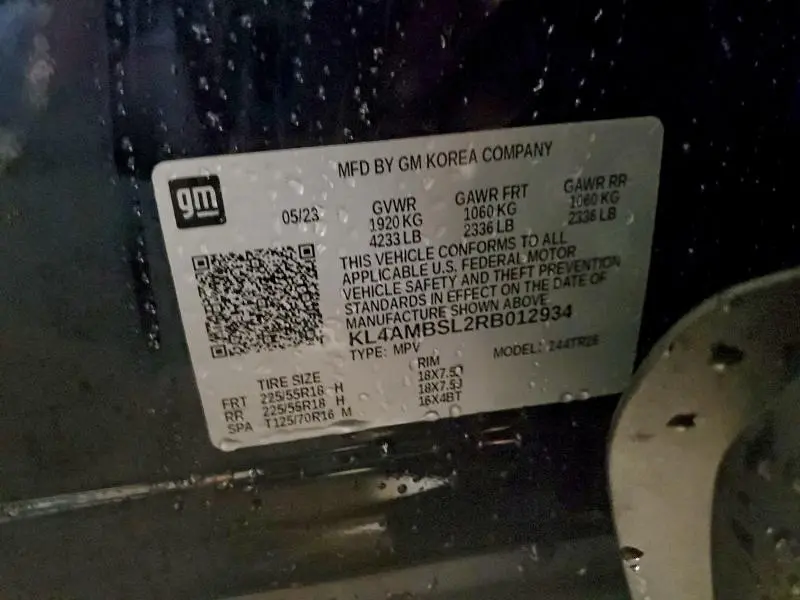 MFD BY GM KOREA COMPANY
gm
05/23
GVWR GAWR FRT GAWR RR
1920 KG 1060 KG 1060 KG
4233 LB 2336 LB 2336 LB
THIS VEHICLE CONFORMS TO ALL
APPLICABLE U.S. FEDERAL MOTOR
VEHICLE SAFETY AND THEFT PREVENTION
STANDARDS IN EFFECT ON THE DATE OF
MANUFACTURE SHOWN ABOVE.
KL4AMBSL2RB012934
TYPE: MPV MODEL:
TIRE SIZE RIM
FRT 225/55R18 H 18X7.5J
RR 225/55R18 H 18X7.5J
SPA T125/70R16 M 16X4BT